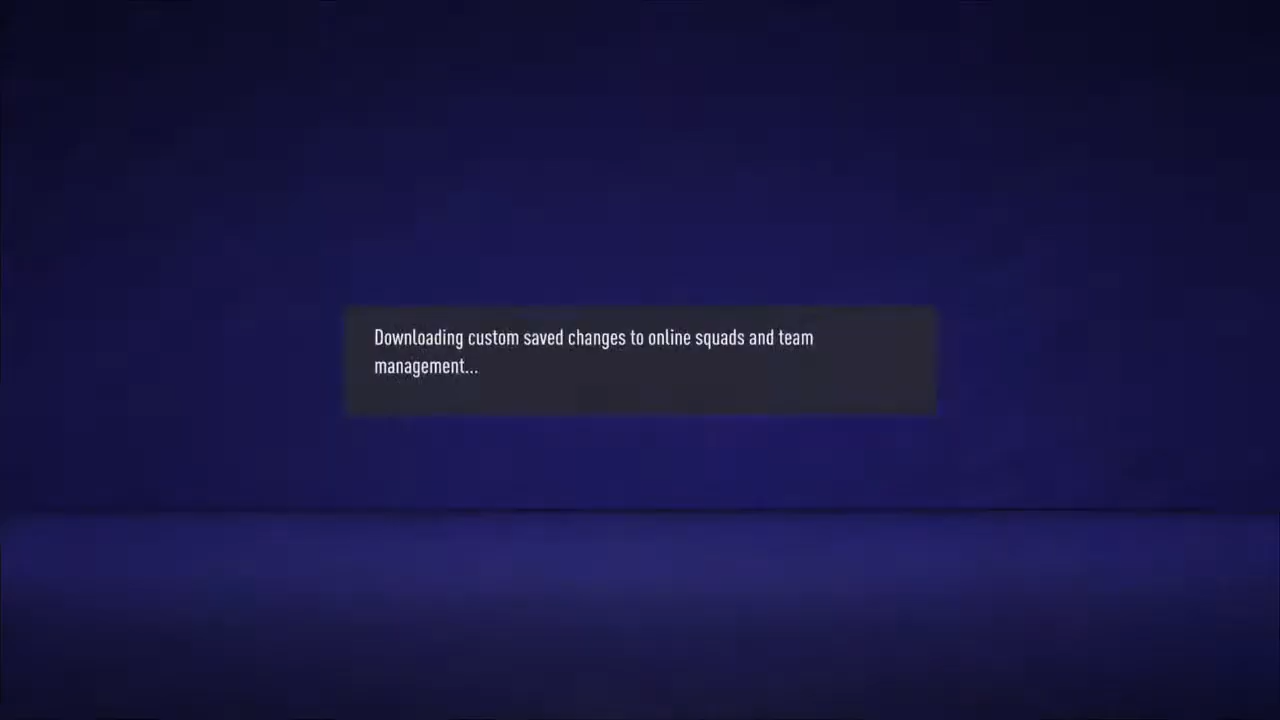 Downloading custom saved changes to online squads and team
management...